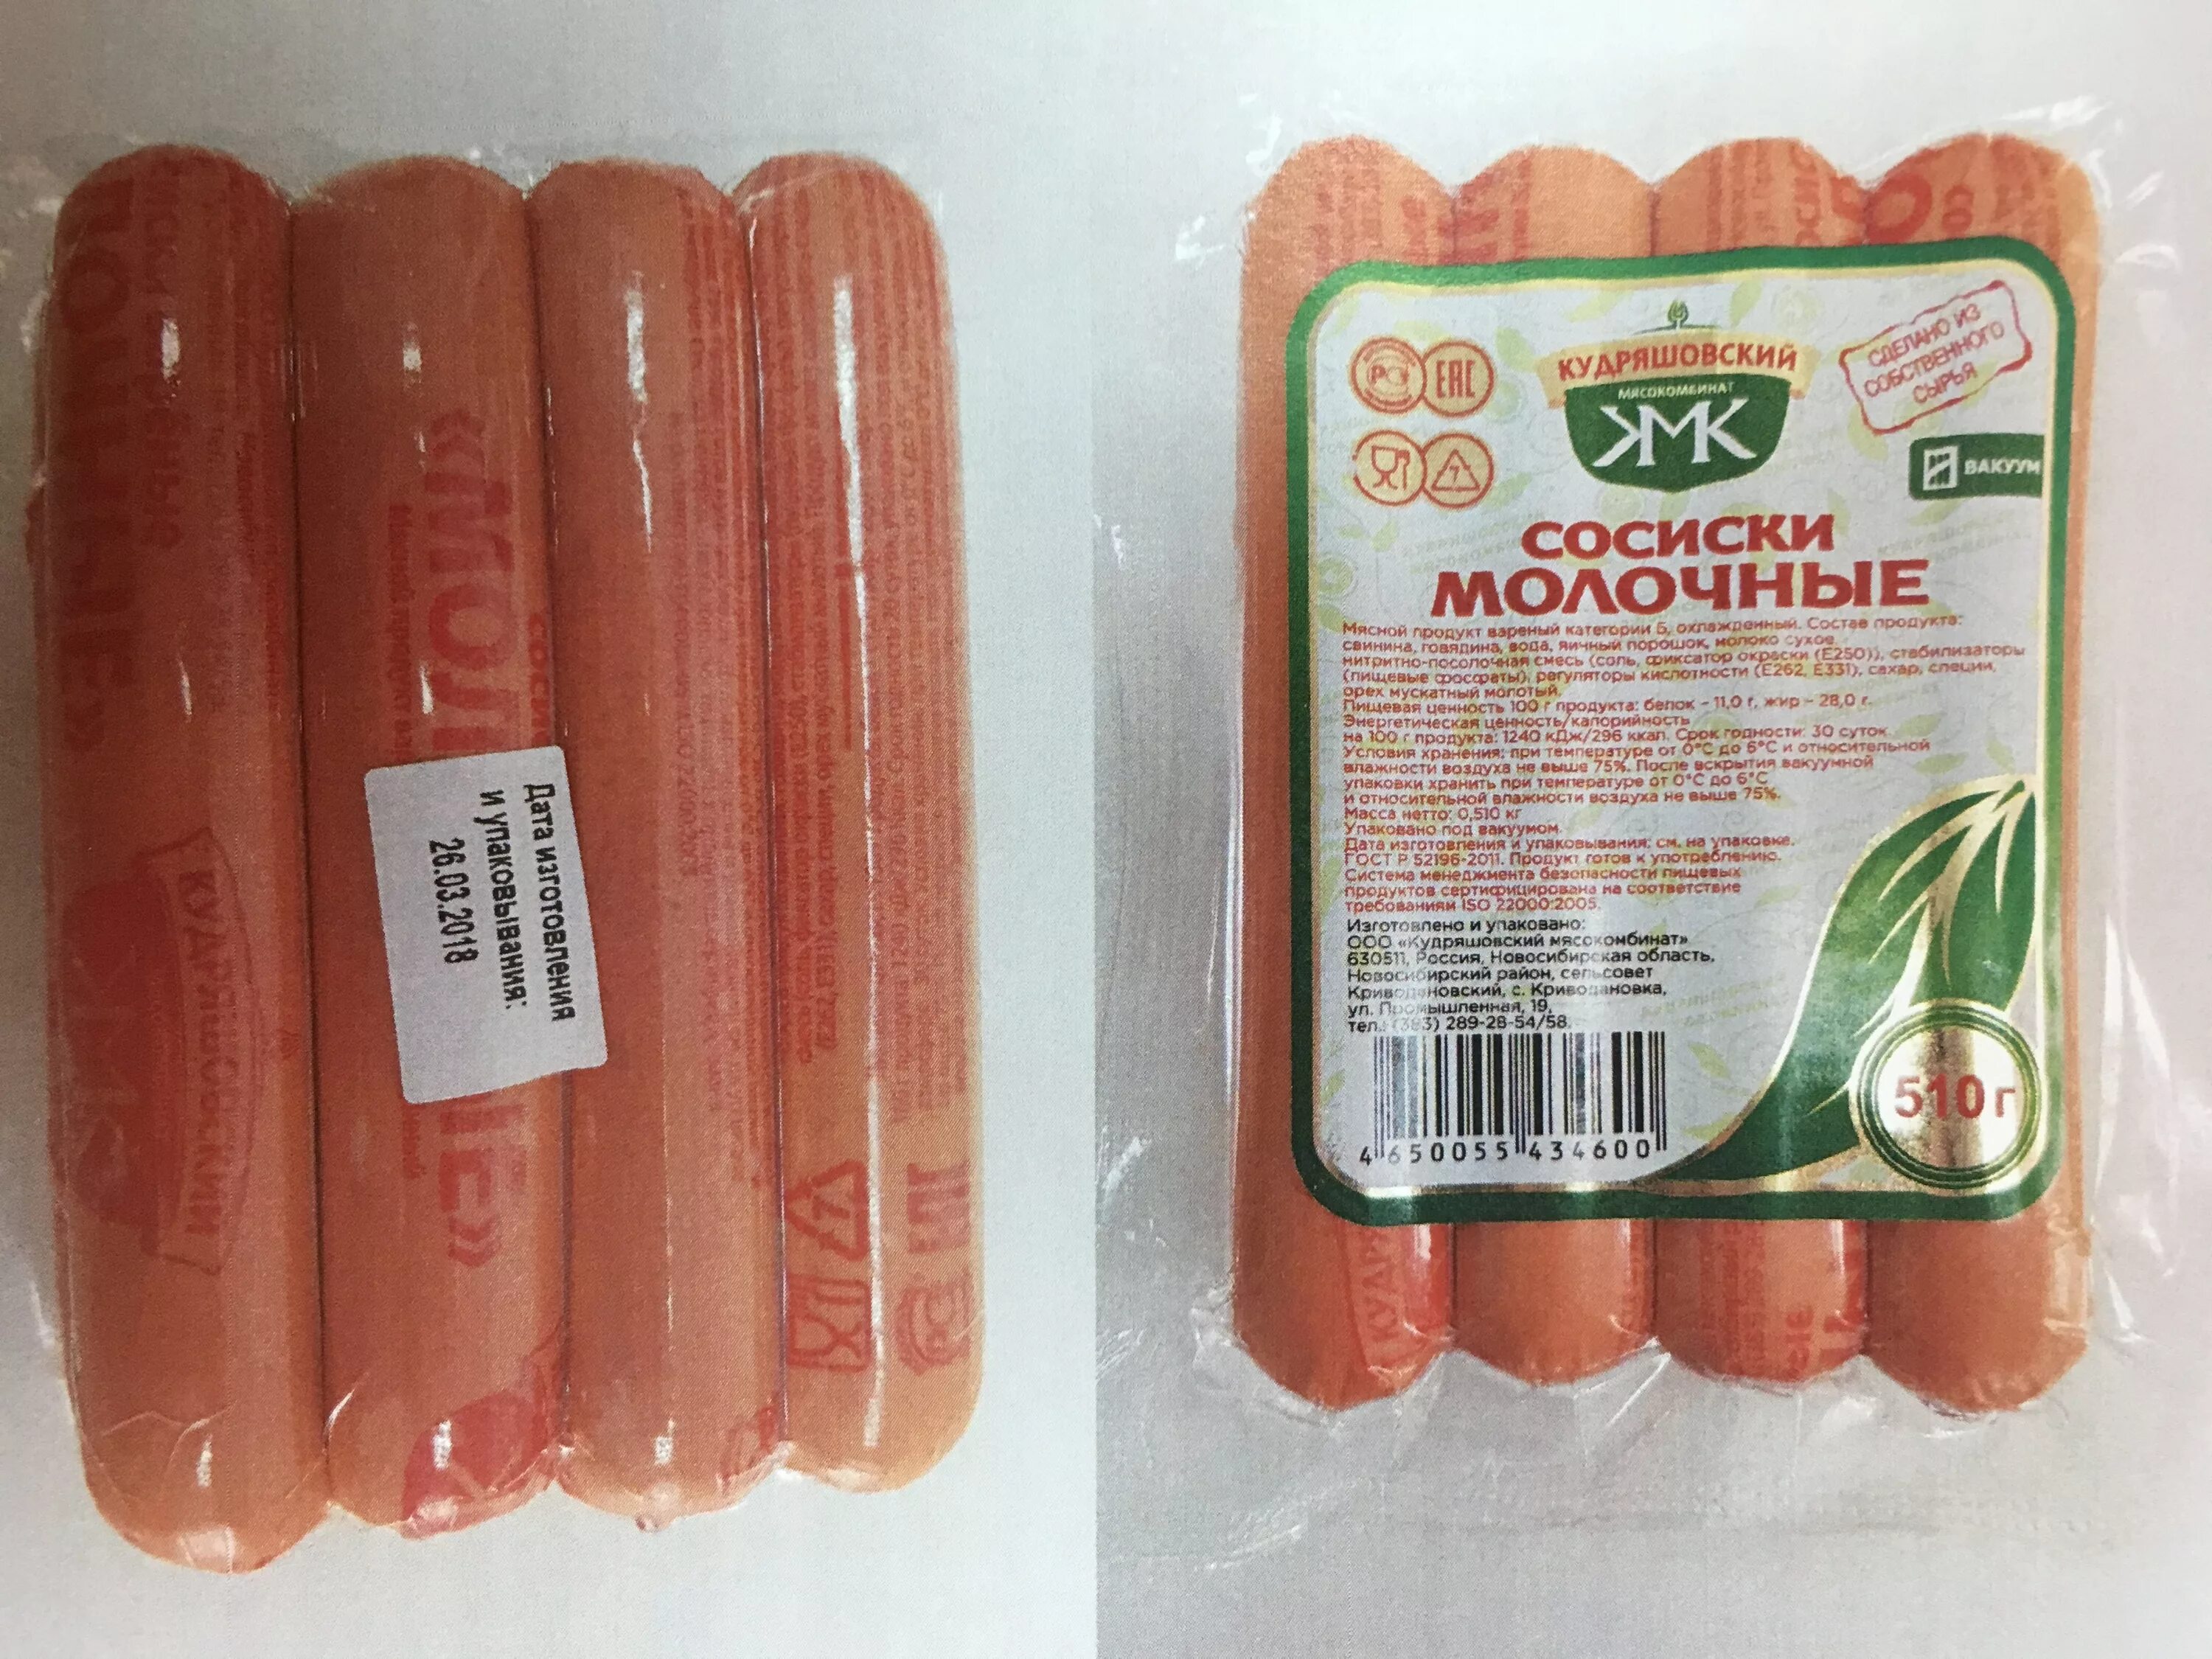 Дата изготовления
и упаковывания:
26.03.2018
КУДРЯШОВСКИЙ
«МОЛ
КУДРЯШОВСКИЙ
МЯСОКОМБИНАТ
КМК
РСТ
ЕАС
7
СДЕЛАНО ИЗ
СОБСТВЕННОГО
СЫРЬЯ
ВАКУУМ
СОСИСКИ
МОЛОЧНЫЕ
Мясной продукт вареный категории Б, охлажденный. Состав продукта:
свинина, говядина, вода, яичный порошок, молоко сухое,
нитритно-посолочная смесь (соль, фиксатор окраски (Е250)), стабилизаторы
(пищевые фосфаты), регуляторы кислотности (Е262, Е331), сахар, специи,
орех мускатный молотый.
Пищевая ценность 100 г продукта: белок – 11,0 г, жир – 28,0 г.
Энергетическая ценность/калорийность
на 100 г продукта: 1240 кДж/296 ккал. Срок годности: 30 суток.
Условия хранения: при температуре от 0°С до 6°С и относительной
влажности воздуха не выше 75%. После вскрытия вакуумной
упаковки хранить при температуре от 0°С до 6°С
и относительной влажности воздуха не выше 75%.
Масса нетто: 0,510 кг
Упаковано под вакуумом.
Дата изготовления и упаковывания: см. на упаковке.
ГОСТ Р 52196-2011. Продукт готов к употреблению.
Система менеджмента безопасности пищевых
продуктов сертифицирована на соответствие
требованиям ISO 22000:2005.
Изготовлено и упаковано:
ООО «Кудряшовский мясокомбинат»
630511, Россия, Новосибирская область,
Новосибирский район, сельсовет
Криводановский, с. Криводановка,
ул. Промышленная, 19,
тел.: (383) 289-28-54/58.
4 650055 434600
510 г